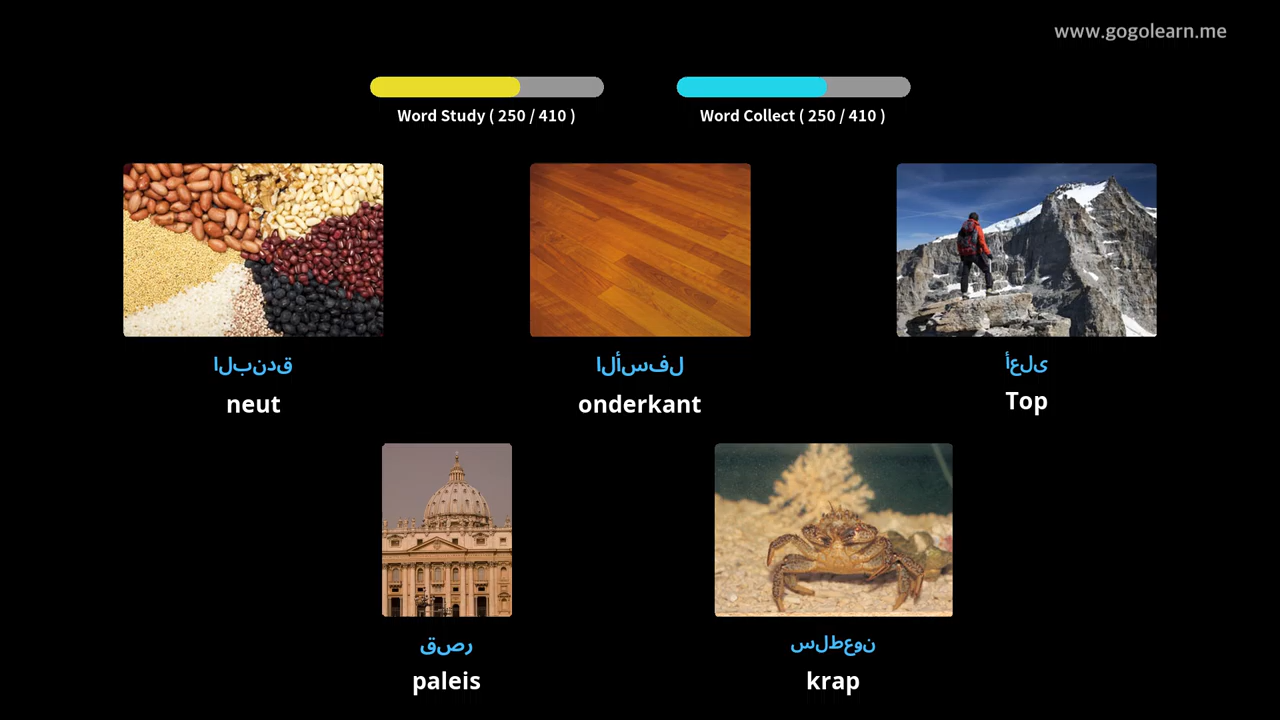 www.gogolearn.me
Word Study ( 250 / 410 )
Word Collect ( 250 / 410 )
البندق
الأسفل
أعلى
neut
onderkant
Top
قصر
سلطعون
paleis
krap